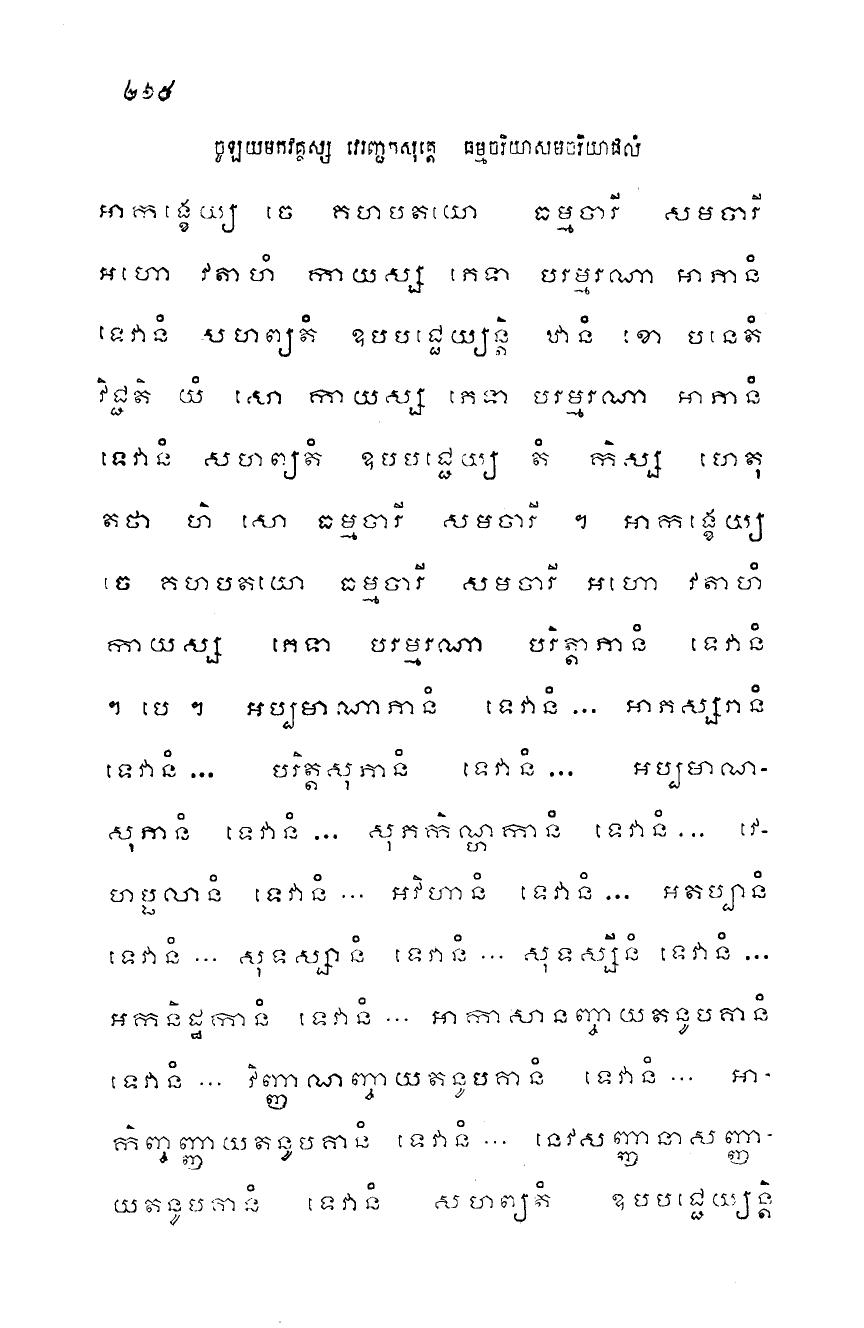 ២៦៥
ចូឡយមកវគ្គស្ស វេរញ្ជកសុត្តេ ធម្មចរិយាសមចរិយាផលំ
អាកង្ខេយ្យ ចេ គហបតយោ ធម្មចារី សមចារី
អហោ វតាហំ កាយស្ស ភេទា បរម្មរណា អាភានំ
ទេវានំ សហព្យតំ ឧបបជ្ជេយ្យន្តិ ឋានំ ខោ បនេតំ
វិជ្ជតិ យំ សោ កាយស្ស ភេទា បរម្មរណា អាភានំ
ទេវានំ សហព្យតំ ឧបបជ្ជេយ្យ តំ កិស្ស ហេតុ
តថា ហិ សោ ធម្មចារី សមចារី ។ អាកង្ខេយ្យ
ចេ គហបតយោ ធម្មចារី សមចារី អហោ វតាហំ
កាយស្ស ភេទា បរម្មរណា បរិត្តាភានំ ទេវានំ
។ បេ ។ អប្បមាណាភានំ ទេវានំ ... អាភស្សរានំ
ទេវានំ ... បរិត្តសុភានំ ទេវានំ ... អប្បមាណ-
សុភានំ ទេវានំ ... សុភកិណ្ហកានំ ទេវានំ ... វេ-
ហប្ផលានំ ទេវានំ ... អវិហានំ ទេវានំ ... អតប្បានំ
ទេវានំ ... សុទស្សានំ ទេវានំ ... សុទស្សីនំ ទេវានំ ...
អកនិដ្ឋកានំ ទេវានំ ... អាកាសានញ្ចាយតនូបគានំ
ទេវានំ ... វិញ្ញាណញ្ចាយតនូបគានំ ទេវានំ ... អា-
កិញ្ចញ្ញាយតនូបគានំ ទេវានំ ... នេវសញ្ញានាសញ្ញា-
យតនូបគានំ ទេវានំ សហព្យតំ ឧបបជ្ជេយ្យន្តិ